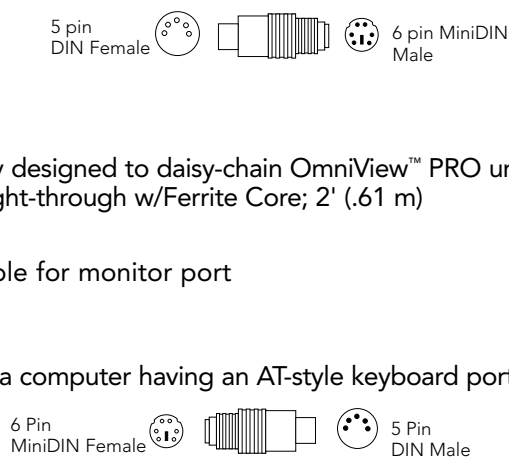 5 pin
DIN Female
6 pin MiniDIN
Male
designed to daisy-chain OmniView™ PRO
ght-through w/Ferrite Core; 2' (.61 m)
ble for monitor port
a computer having an AT-style keyboard port
6 Pin
MiniDIN Female
5 Pin
DIN Male